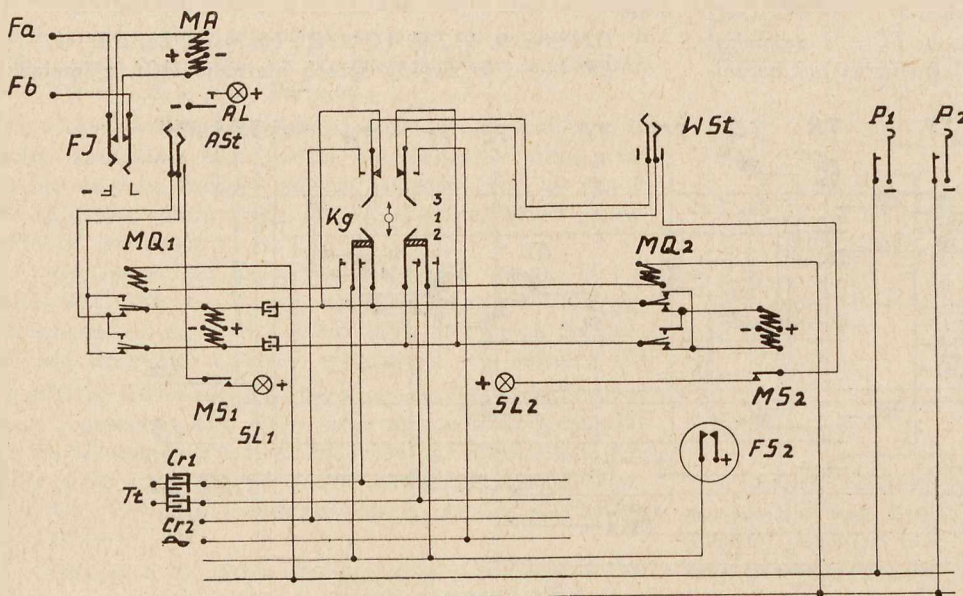 Fa
MA
+
Fb
- AL +
ASt
FJ
WSt
P1
P2
Kg
3
1
2
MQ1
MQ2
- +
- +
MS1
SL1
+
+
SL2
MS2
FS2
+
Cr1
Tt
Cr2